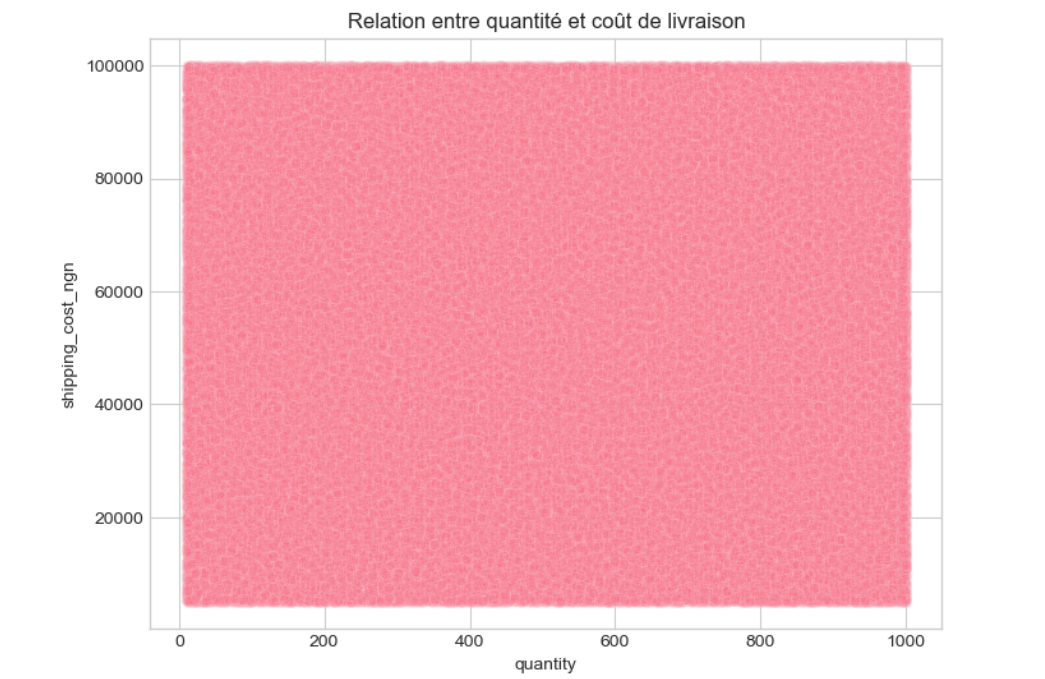 Relation entre quantité et coût de livraison
100000
80000
60000
40000
20000
shipping_cost_ngn
0 200 400 600 800 1000
quantity